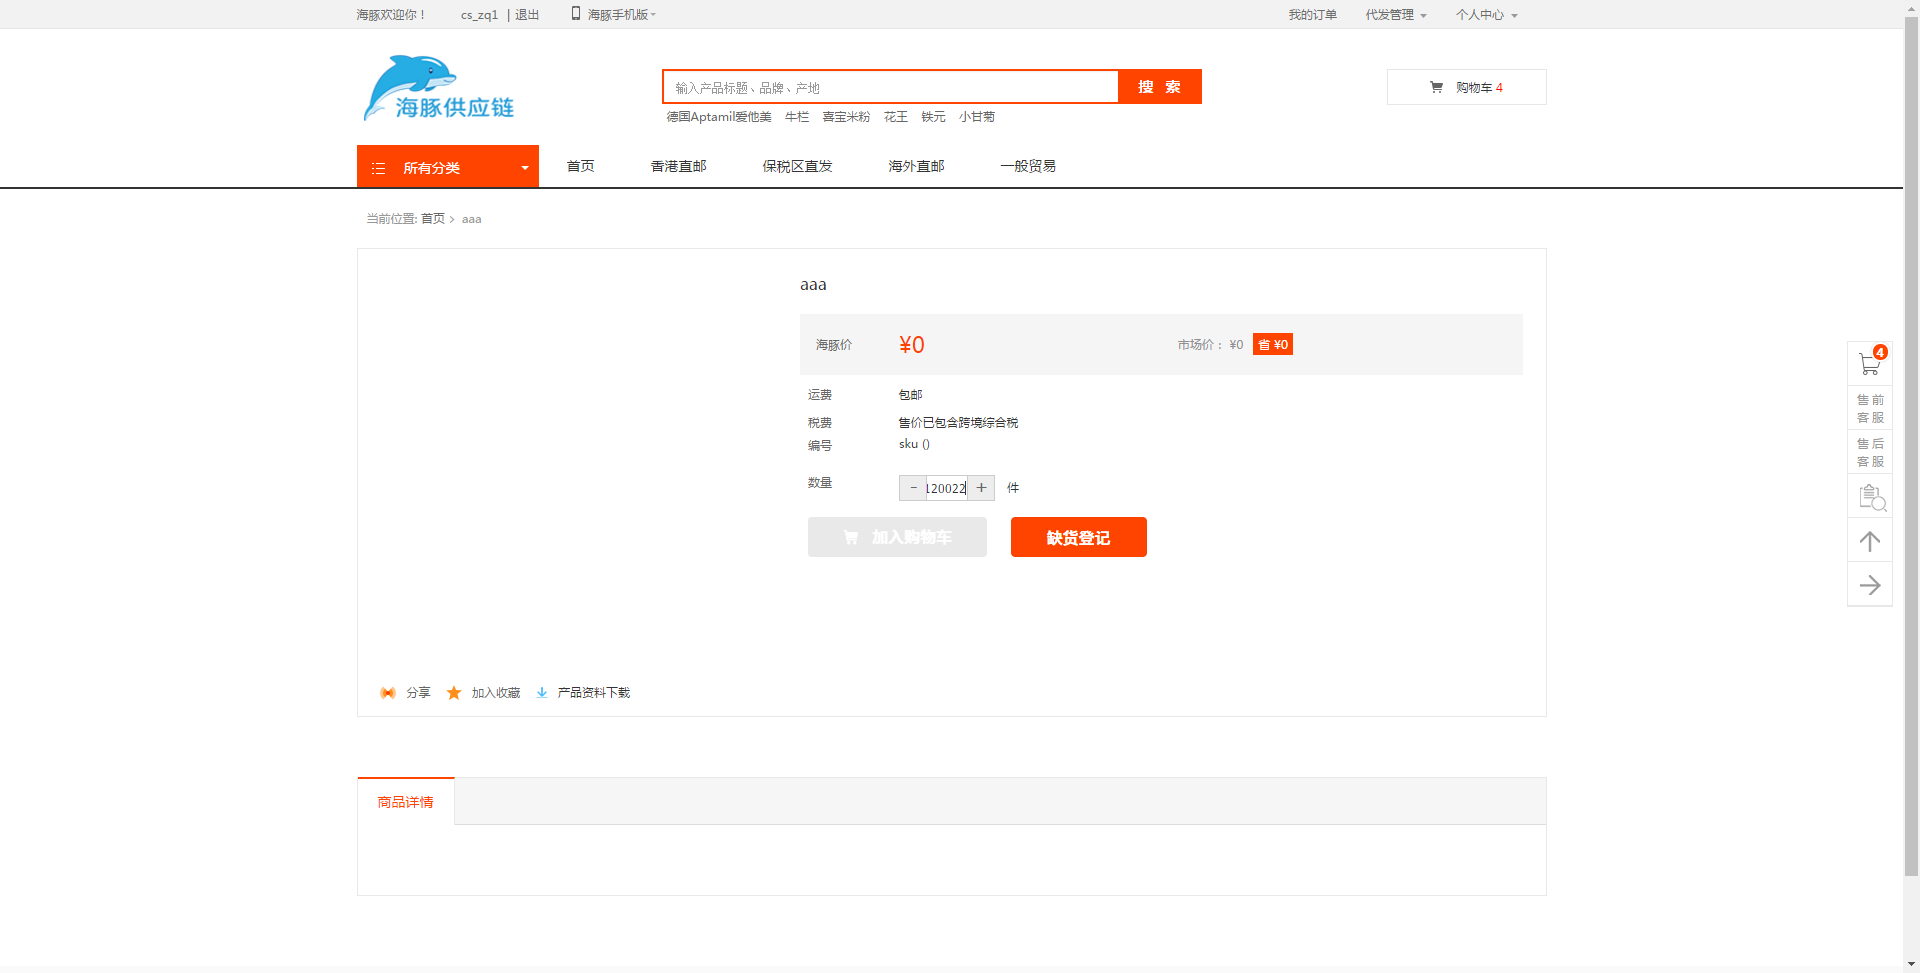 海豚欢迎你！ cs_zq1 | 退出 海豚手机版 我的订单 代发管理 个人中心
海豚供应链
输入产品标题、品牌、产地 搜 索 购物车 4
德国Aptamil爱他美 牛栏 喜宝米粉 花王 铁元 小甘菊
所有分类 首页 香港直邮 保税区直发 海外直邮 一般贸易
当前位置: 首页 > aaa
aaa
海豚价 ¥0 市场价： ¥0 省 ¥0
运费 包邮
税费 售价已包含跨境综合税
编号 sku ()
数量 - 120022 + 件
加入购物车 缺货登记
分享 加入收藏 产品资料下载
商品详情
4
售前
客服
售后
客服